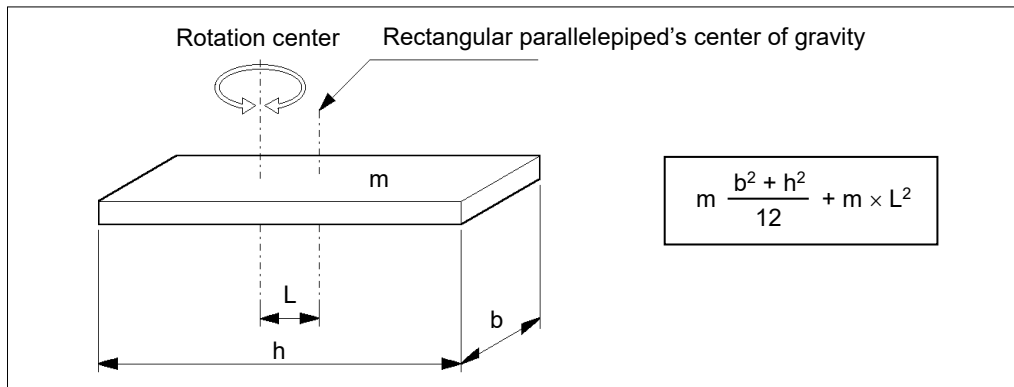 Rotation center
Rectangular parallelepiped’s center of gravity
m
m b² + h² / 12 + m × L²
L
b
h